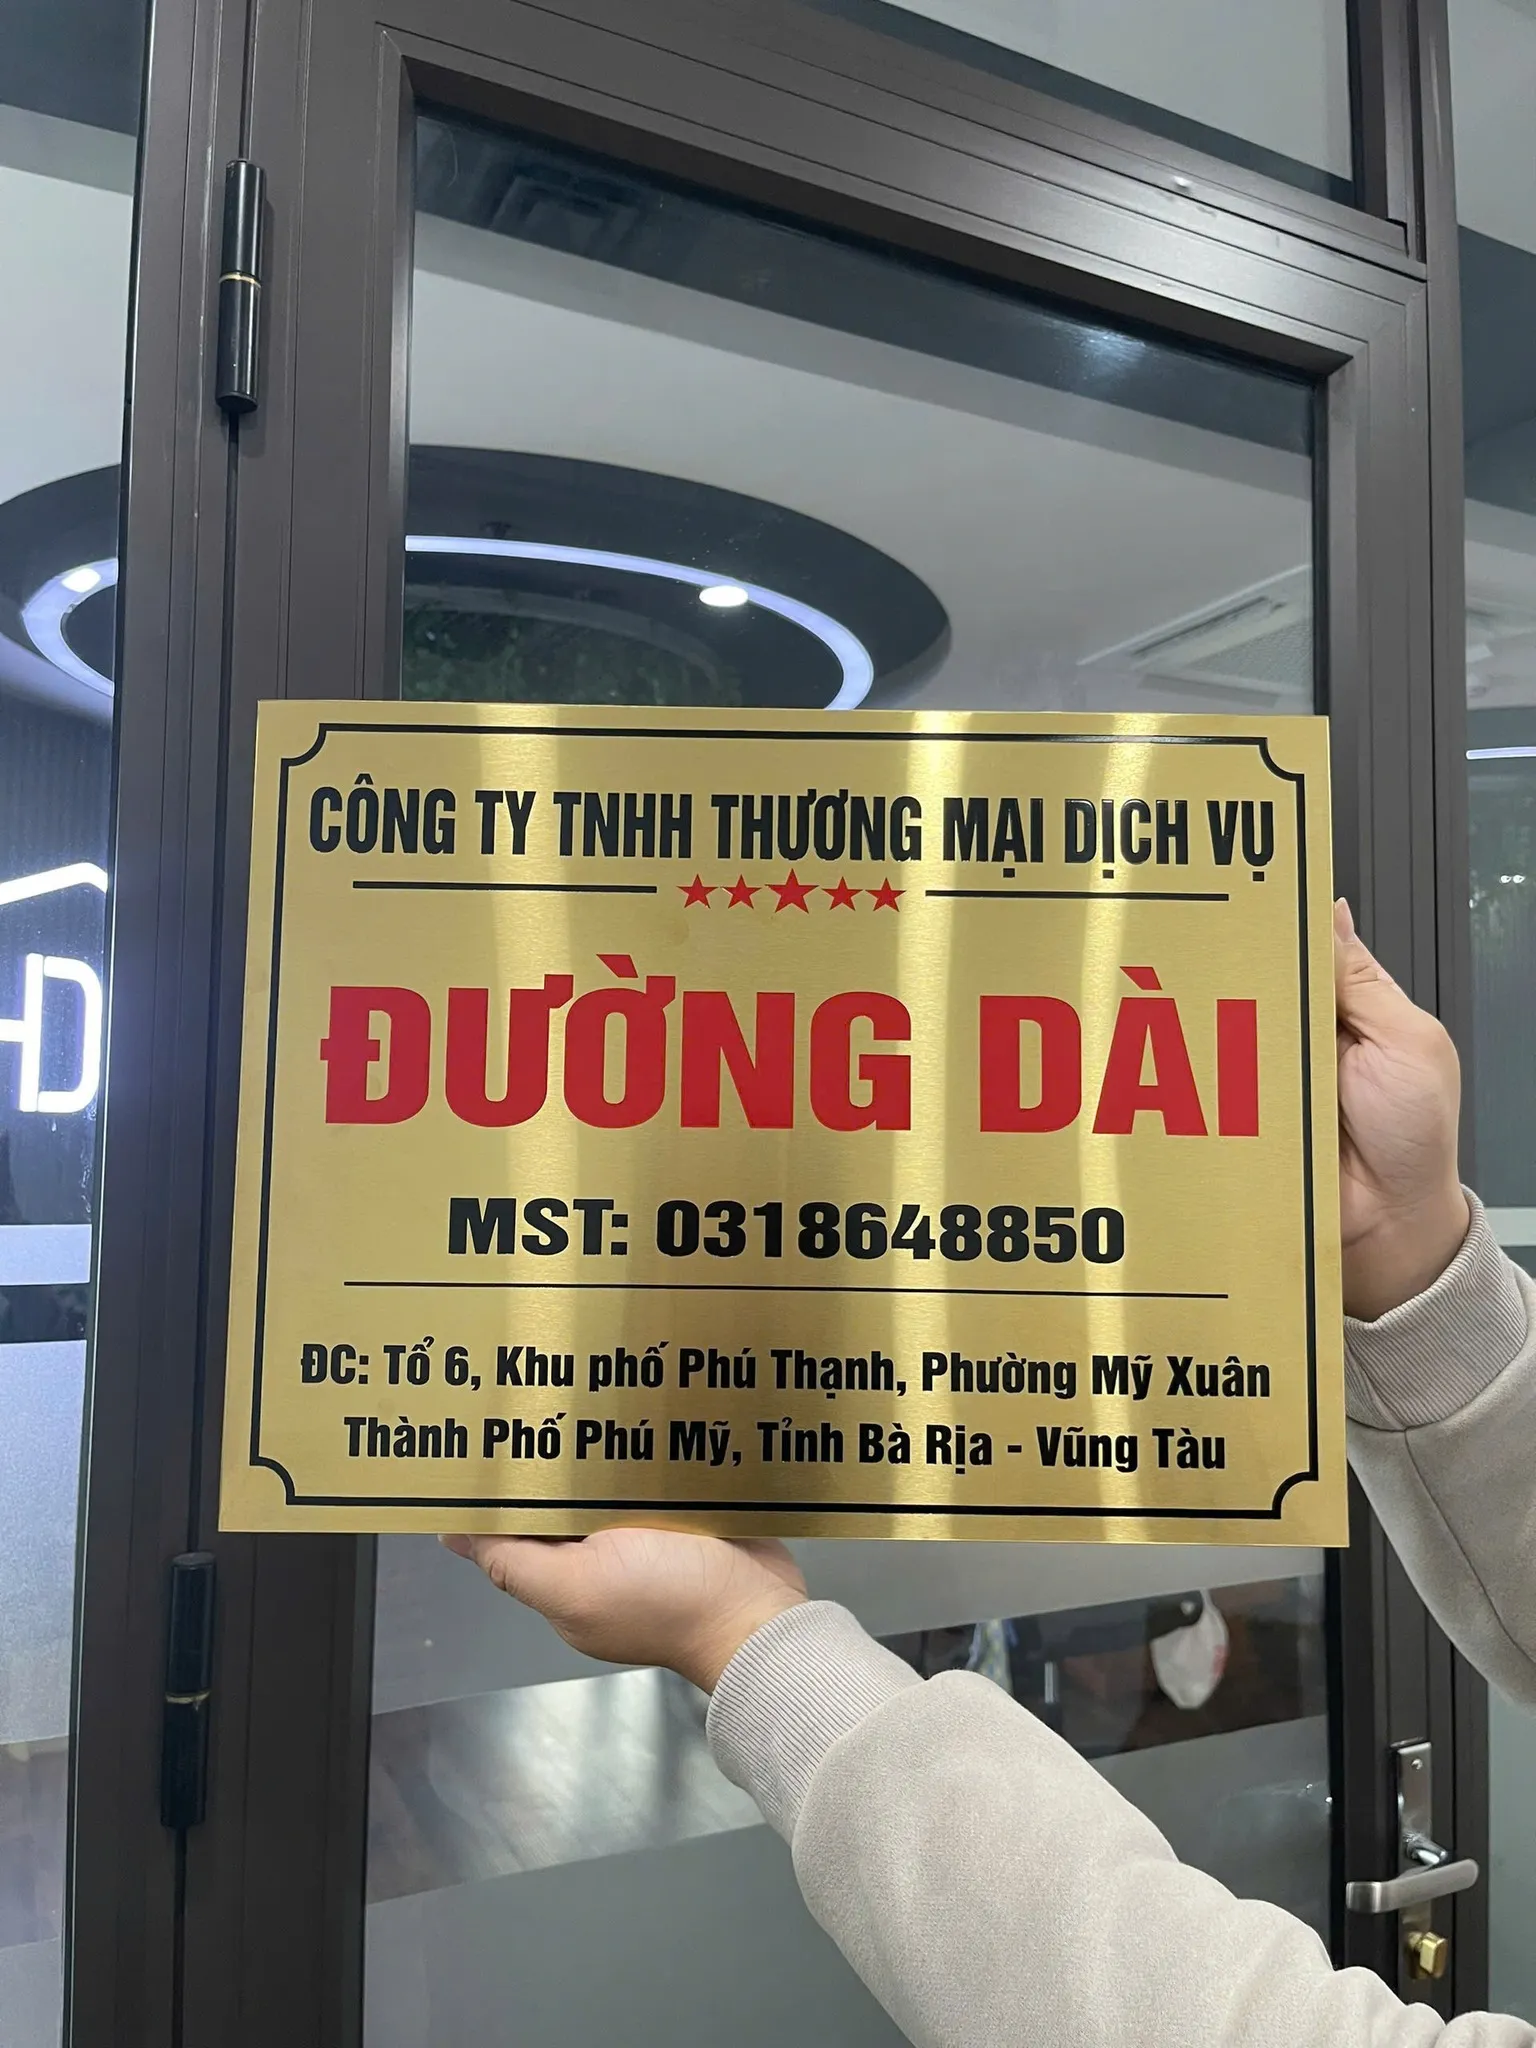 CÔNG TY TNHH THƯƠNG MẠI DỊCH VỤ
ĐƯỜNG DÀI
MST: 0318648850
ĐC: Tổ 6, Khu phố Phú Thạnh, Phường Mỹ Xuân
Thành Phố Phú Mỹ, Tỉnh Bà Rịa - Vũng Tàu